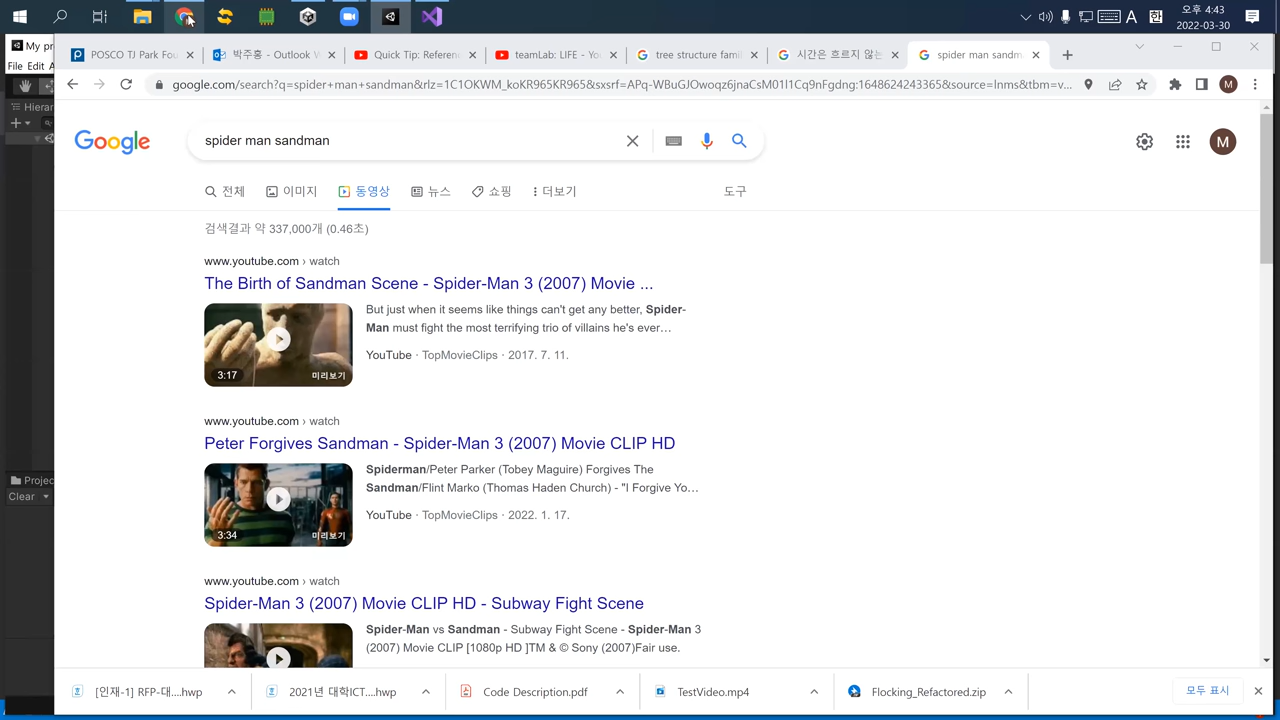 A 한 오후 4:43
2022-03-30
My pr
File Edit A
Hierar
Projec
Clear
POSCO TJ Park Fou
박주홍 - Outlook W
Quick Tip: Referenc
teamLab: LIFE - Yo
tree structure famil
시간은 흐르지 않는
spider man sandm
google.com/search?q=spider+man+sandman&rlz=1C1OKWM_koKR965KR965&sxsrf=APq-WBuGJOwoqz6jnaCsM01I1Cq9nFgdng:1648624243365&source=lnms&tbm=v...
M
Google
spider man sandman
M
전체
이미지
동영상
뉴스
쇼핑
더보기
도구
검색결과 약 337,000개 (0.46초)
www.youtube.com › watch
The Birth of Sandman Scene - Spider-Man 3 (2007) Movie ...
But just when it seems like things can't get any better, Spider-
Man must fight the most terrifying trio of villains he's ever…
YouTube · TopMovieClips · 2017. 7. 11.
3:17
미리보기
www.youtube.com › watch
Peter Forgives Sandman - Spider-Man 3 (2007) Movie CLIP HD
Spiderman/Peter Parker (Tobey Maguire) Forgives The
Sandman/Flint Marko (Thomas Haden Church) - "I Forgive Yo…
YouTube · TopMovieClips · 2022. 1. 17.
3:34
미리보기
www.youtube.com › watch
Spider-Man 3 (2007) Movie CLIP HD - Subway Fight Scene
Spider-Man vs Sandman - Subway Fight Scene - Spider-Man 3
(2007) Movie CLIP [1080p HD ]TM & © Sony (2007)Fair use.
[인재-1] RFP-대....hwp
2021년 대학ICT....hwp
Code Description.pdf
TestVideo.mp4
Flocking_Refactored.zip
모두 표시